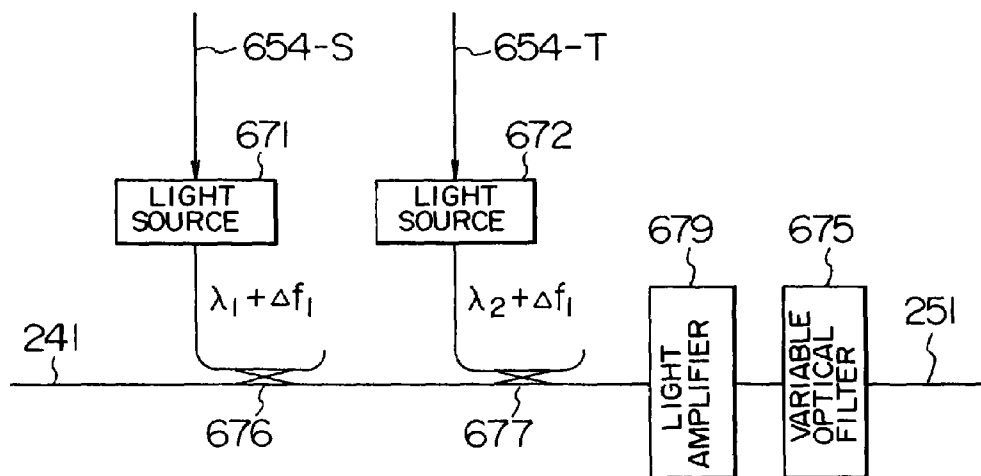 654-S
654-T
671
672
LIGHT
SOURCE
LIGHT
SOURCE
679
675
λ₁ + Δf₁
λ₂ + Δf₁
241
251
LIGHT
AMPLIFIER
VARIABLE
OPTICAL
FILTER
676
677